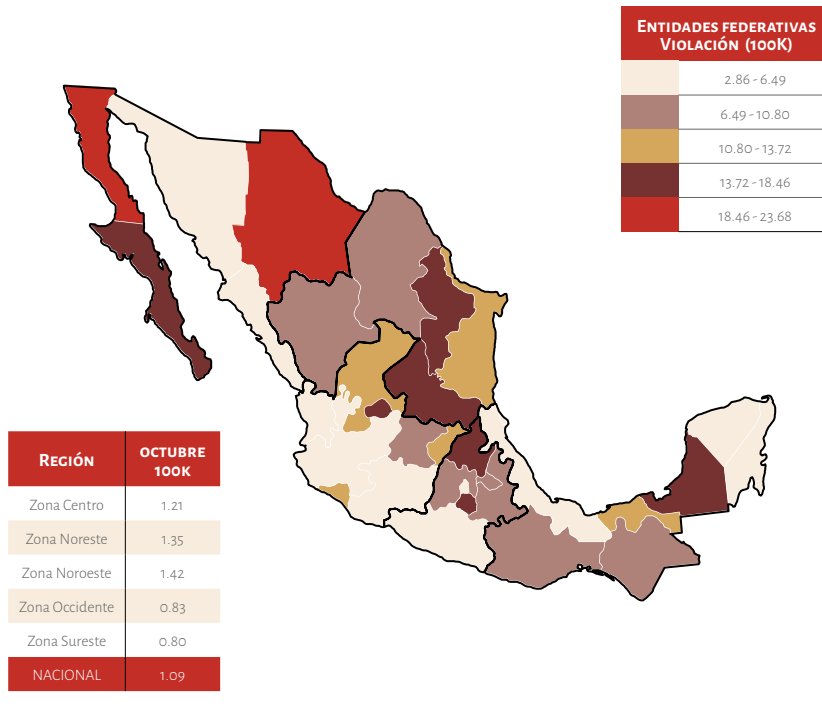 ENTIDADES FEDERATIVAS
VIOLACIÓN (100K)
2.86 - 6.49
6.49 - 10.80
10.80 - 13.72
13.72 - 18.46
18.46 - 23.68
REGIÓN OCTUBRE
100K
Zona Centro 1.21
Zona Noreste 1.35
Zona Noroeste 1.42
Zona Occidente 0.83
Zona Sureste 0.80
NACIONAL 1.09